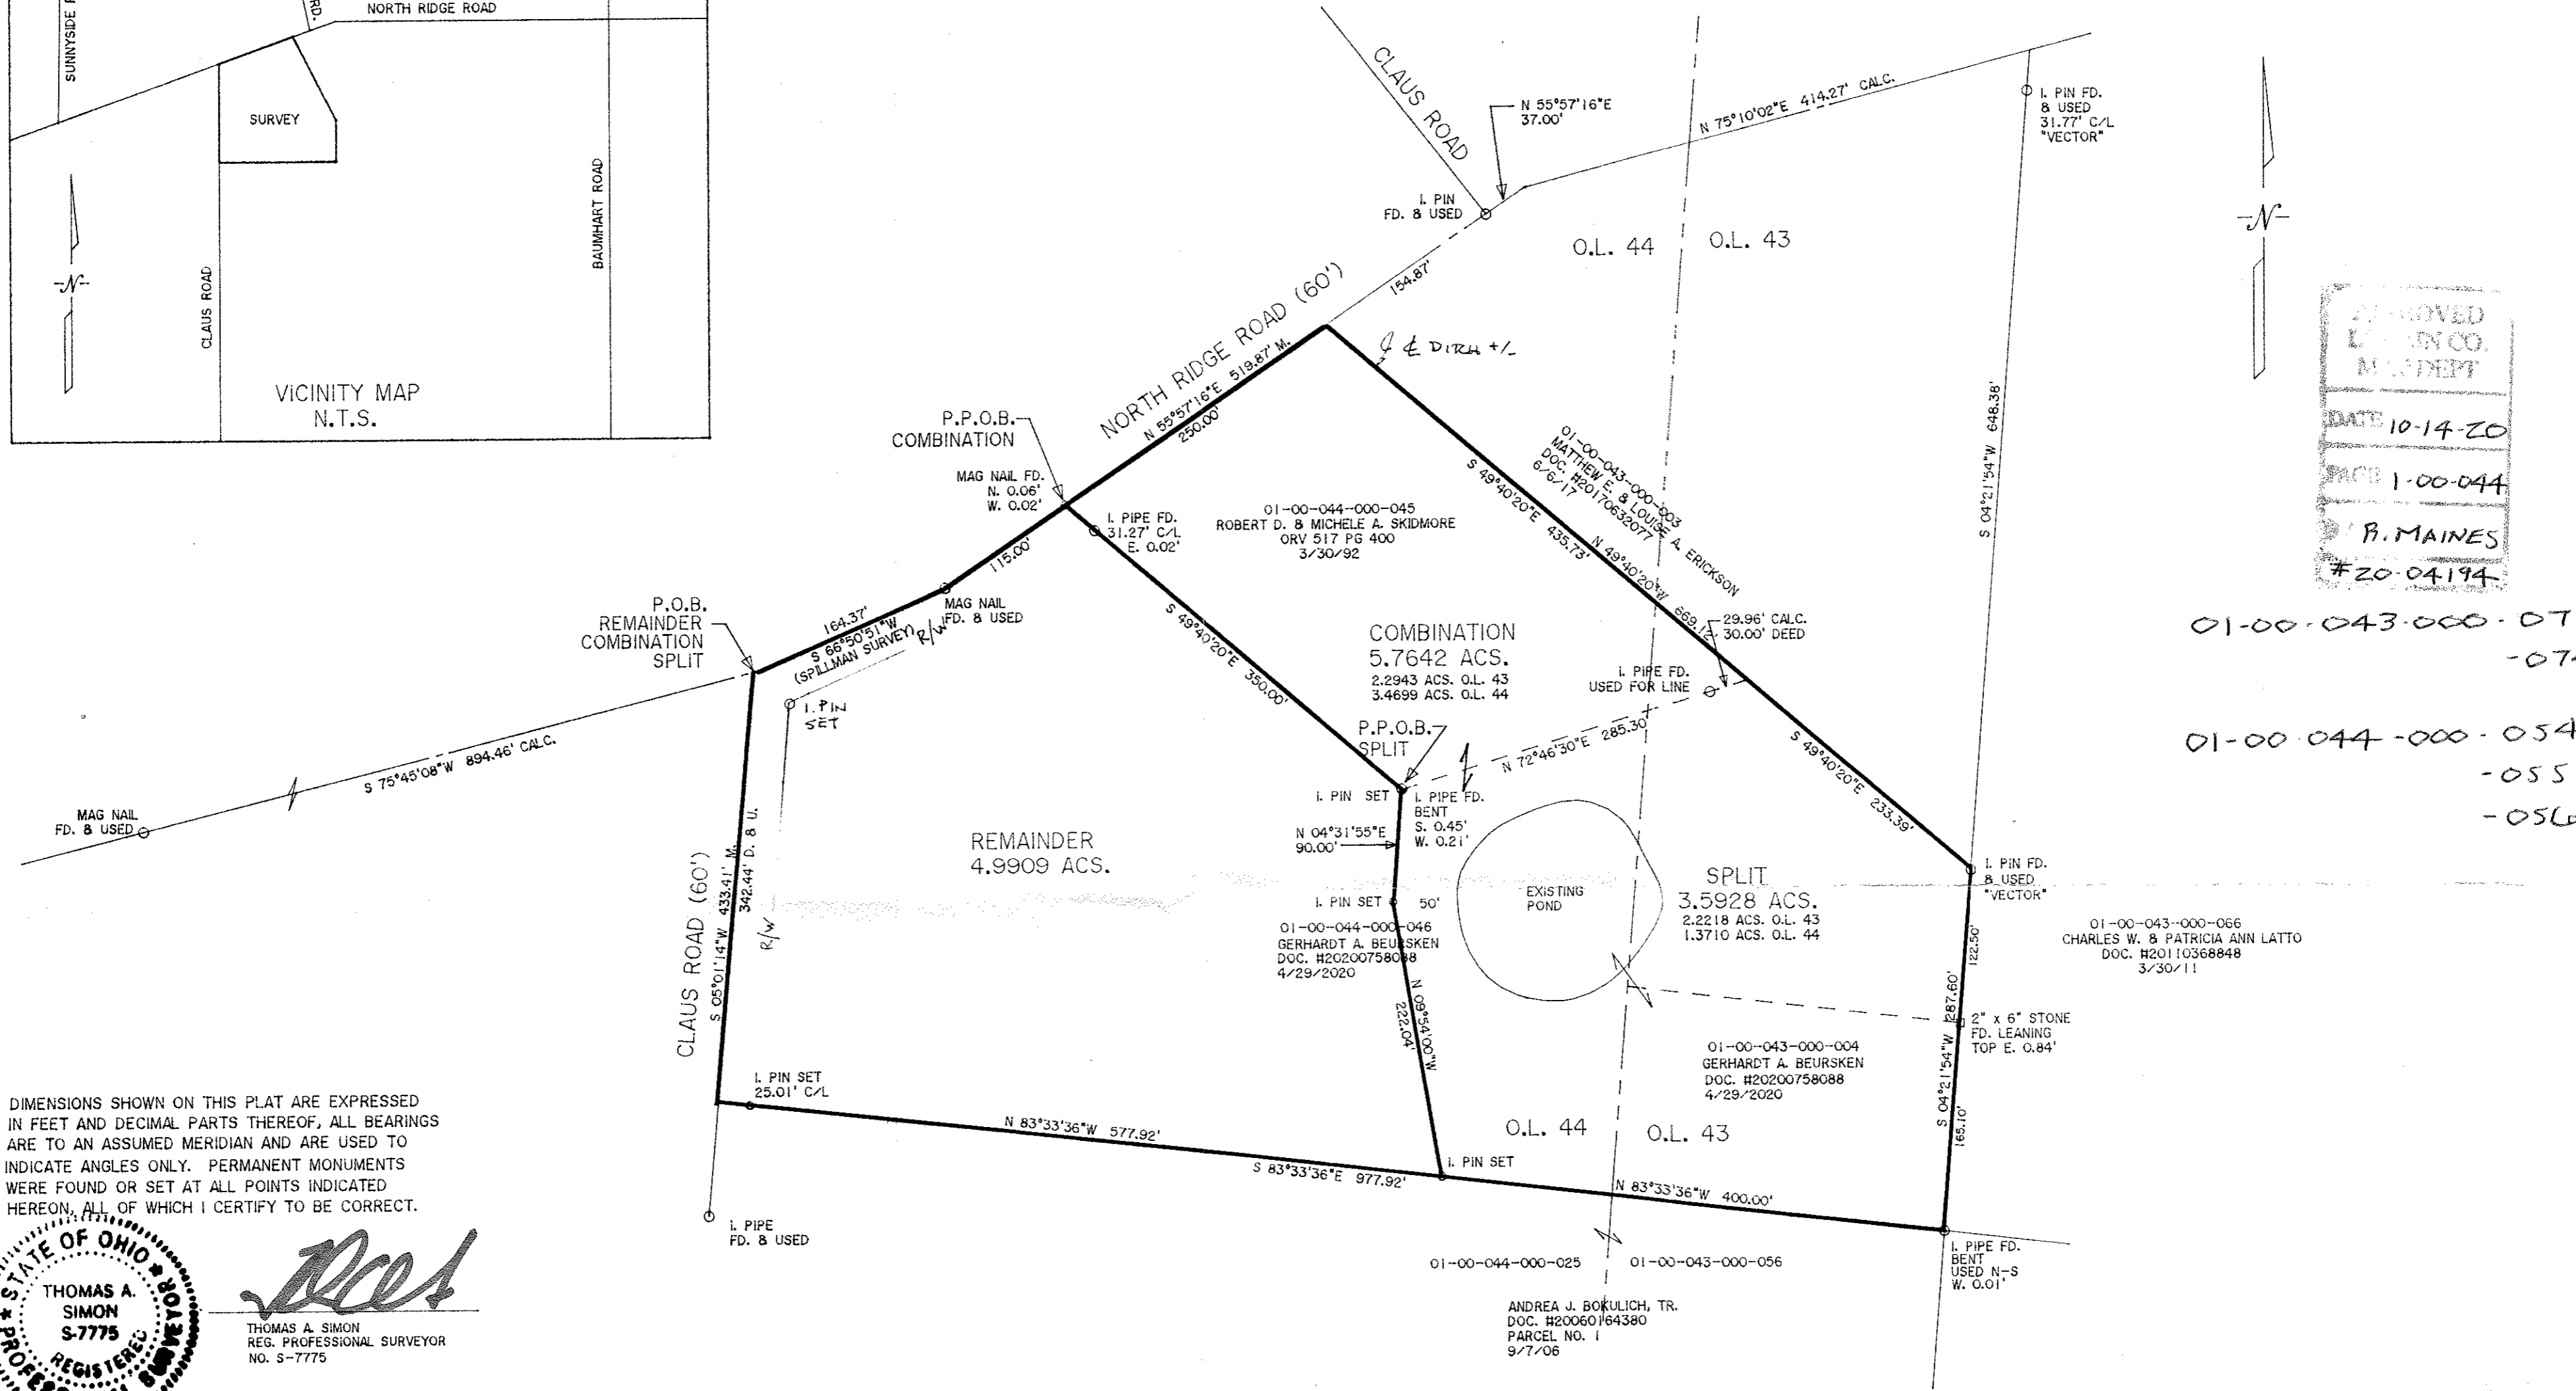 SUNNYSIDE
RD.
NORTH RIDGE ROAD
SURVEY
CLAUS ROAD
BAUMHART ROAD
-N-
VICINITY MAP
N.T.S.
CLAUS ROAD
N 55°57'16"E
37.00'
N 75°10'02"E 414.27' CALC.
I. PIN FD.
& USED
31.77' C/L
"VECTOR"
I. PIN
FD. & USED
O.L. 44
O.L. 43
-N-
154.87'
NORTH RIDGE ROAD (60')
N 55°57'16"E 519.87' M.
250.00'
℄ DITCH +/-
S 04°21'54"W 648.38'
P.P.O.B.
COMBINATION
MAG NAIL FD.
N. 0.06'
W. 0.02'
I. PIPE FD.
31.27' C/L
E. 0.02'
115.00'
01-00-044-000-045
ROBERT D. & MICHELE A. SKIDMORE
ORV 517 PG 400
3/30/92
01-00-043-000-003
MATTHEW E. & LOUISE A. ERICKSON
DOC. #20170632077
6/6/17
S 49°40'20"E 435.73'
N 49°40'20"W 669.12'
CO.
DATE 10-14-20
PAGE 1-00-044
R. MAINES
#20-04194
01-00-043-000-07
01-00-044-000-054
-055
P.O.B.
REMAINDER
COMBINATION
SPLIT
164.37'
S 66°50'51"W
(SPILLMAN SURVEY)
R/W
MAG NAIL
FD. & USED
I. PIN
SET
S 49°40'20"E 350.00'
COMBINATION
5.7642 ACS.
2.2943 ACS. O.L. 43
3.4699 ACS. O.L. 44
29.96' CALC.
30.00' DEED
I. PIPE FD.
USED FOR LINE
P.P.O.B.
SPLIT
N 72°46'30"E 285.30'
S 49°40'20"E 233.39'
S 75°45'08"W 894.46' CALC.
MAG NAIL
FD. & USED
I. PIN SET
I. PIPE FD.
BENT
S. 0.45'
W. 0.21'
N 04°31'55"E
90.00'
REMAINDER
4.9909 ACS.
I. PIN SET
50'
EXISTING
POND
SPLIT
3.5928 ACS.
2.2218 ACS. O.L. 43
1.3710 ACS. O.L. 44
I. PIN FD.
& USED
"VECTOR"
01-00-043-000-066
CHARLES W. & PATRICIA ANN LATTO
DOC. #20110368848
3/30/11
01-00-044-000-046
GERHARDT A. BEURSKEN
DOC. #20200758088
4/29/2020
CLAUS ROAD (60')
S 05°01'14"W 433.41' M.
342.44' D. & U.
R/W
N 09°54'00"W
222.04'
122.50'
S 04°21'54"W 287.60'
165.10'
2" x 6" STONE
FD. LEANING
TOP E. 0.84'
01-00-043-000-004
GERHARDT A. BEURSKEN
DOC. #20200758088
4/29/2020
I. PIN SET
25.01' C/L
N 83°33'36"W 577.92'
S 83°33'36"E 977.92'
I. PIN SET
O.L. 44
O.L. 43
N 83°33'36"W 400.00'
I. PIPE
FD. & USED
I. PIPE FD.
BENT
USED N-S
W. 0.01'
01-00-044-000-025
01-00-043-000-056
ANDREA J. BOKULICH, TR.
DOC. #20060164380
PARCEL NO. 1
9/7/06
DIMENSIONS SHOWN ON THIS PLAT ARE EXPRESSED
IN FEET AND DECIMAL PARTS THEREOF, ALL BEARINGS
ARE TO AN ASSUMED MERIDIAN AND ARE USED TO
INDICATE ANGLES ONLY. PERMANENT MONUMENTS
WERE FOUND OR SET AT ALL POINTS INDICATED
HEREON, ALL OF WHICH I CERTIFY TO BE CORRECT.
STATE OF OHIO
THOMAS A.
SIMON
S-7775
REGISTERED
SURVEYOR
THOMAS A. SIMON
REG. PROFESSIONAL SURVEYOR
NO. S-7775